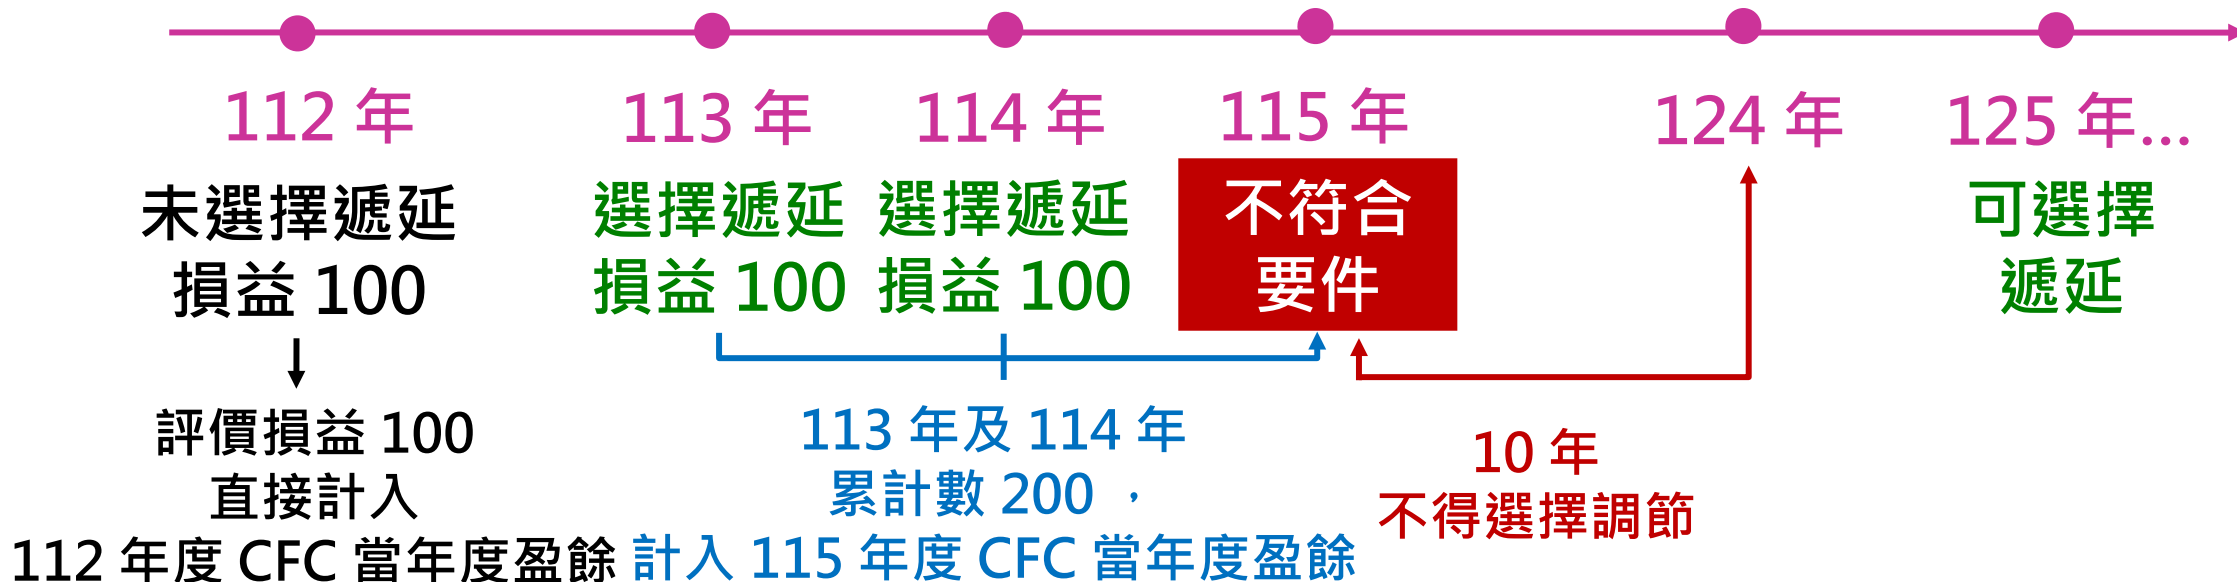 112 年
未選擇遞延
損益 100
評價損益 100
直接計入
112 年度 CFC 當年度盈餘
113 年
選擇遞延
損益 100
114 年
選擇遞延
損益 100
113 年及 114 年
累計數 200 ，
計入 115 年度 CFC 當年度盈餘
115 年
不符合
要件
10 年
不得選擇調節
124 年
125 年...
可選擇
遞延